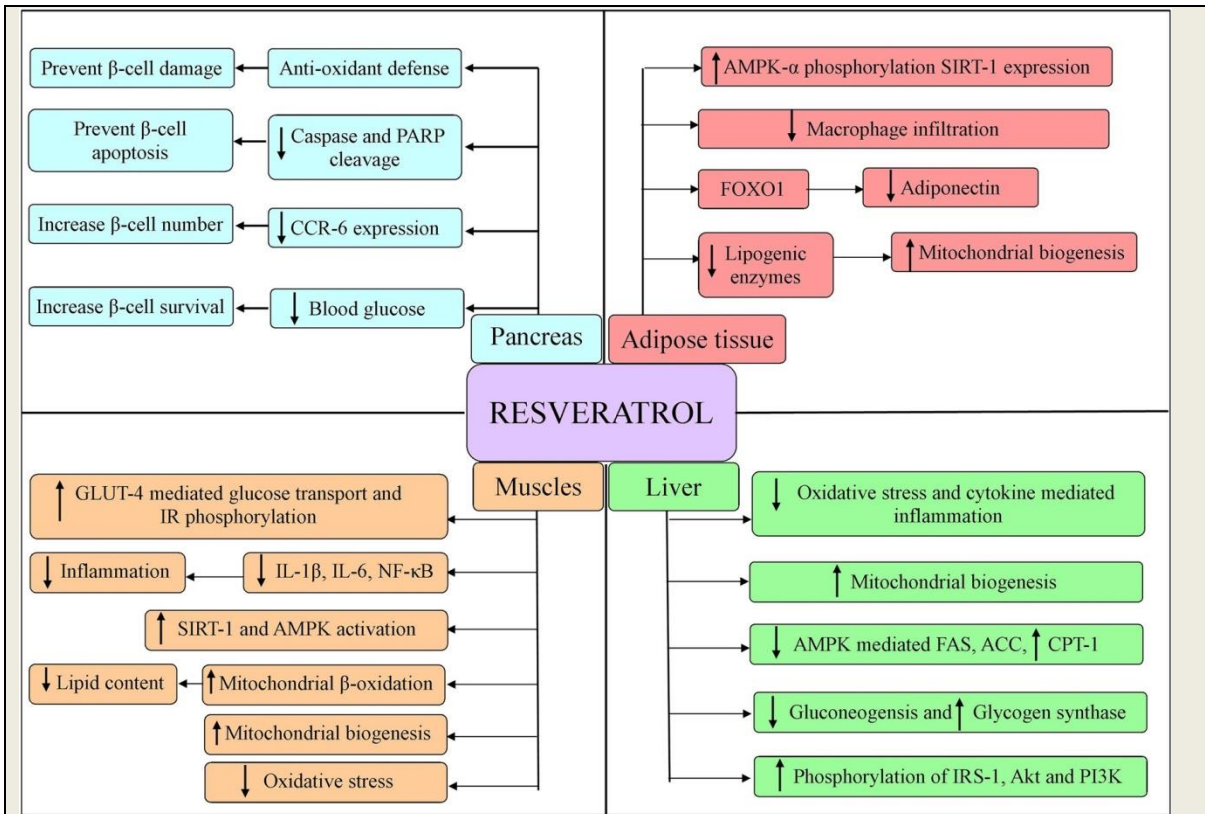 Prevent β-cell damage
Anti-oxidant defense
Prevent β-cell
apoptosis
↓ Caspase and PARP
cleavage
Increase β-cell number
↓ CCR-6 expression
Increase β-cell survival
↓ Blood glucose
Pancreas
↑ AMPK-α phosphorylation SIRT-1 expression
↓ Macrophage infiltration
FOXO1
↓ Adiponectin
↓ Lipogenic
enzymes
↑ Mitochondrial biogenesis
Adipose tissue
RESVERATROL
Muscles
↑ GLUT-4 mediated glucose transport and
IR phosphorylation
↓ Inflammation
↓ IL-1β, IL-6, NF-κB
↑ SIRT-1 and AMPK activation
↓ Lipid content
↑ Mitochondrial β-oxidation
↑ Mitochondrial biogenesis
↓ Oxidative stress
Liver
↓ Oxidative stress and cytokine mediated
inflammation
↑ Mitochondrial biogenesis
↓ AMPK mediated FAS, ACC, ↑ CPT-1
↓ Gluconeogensis and ↑ Glycogen synthase
↑ Phosphorylation of IRS-1, Akt and PI3K